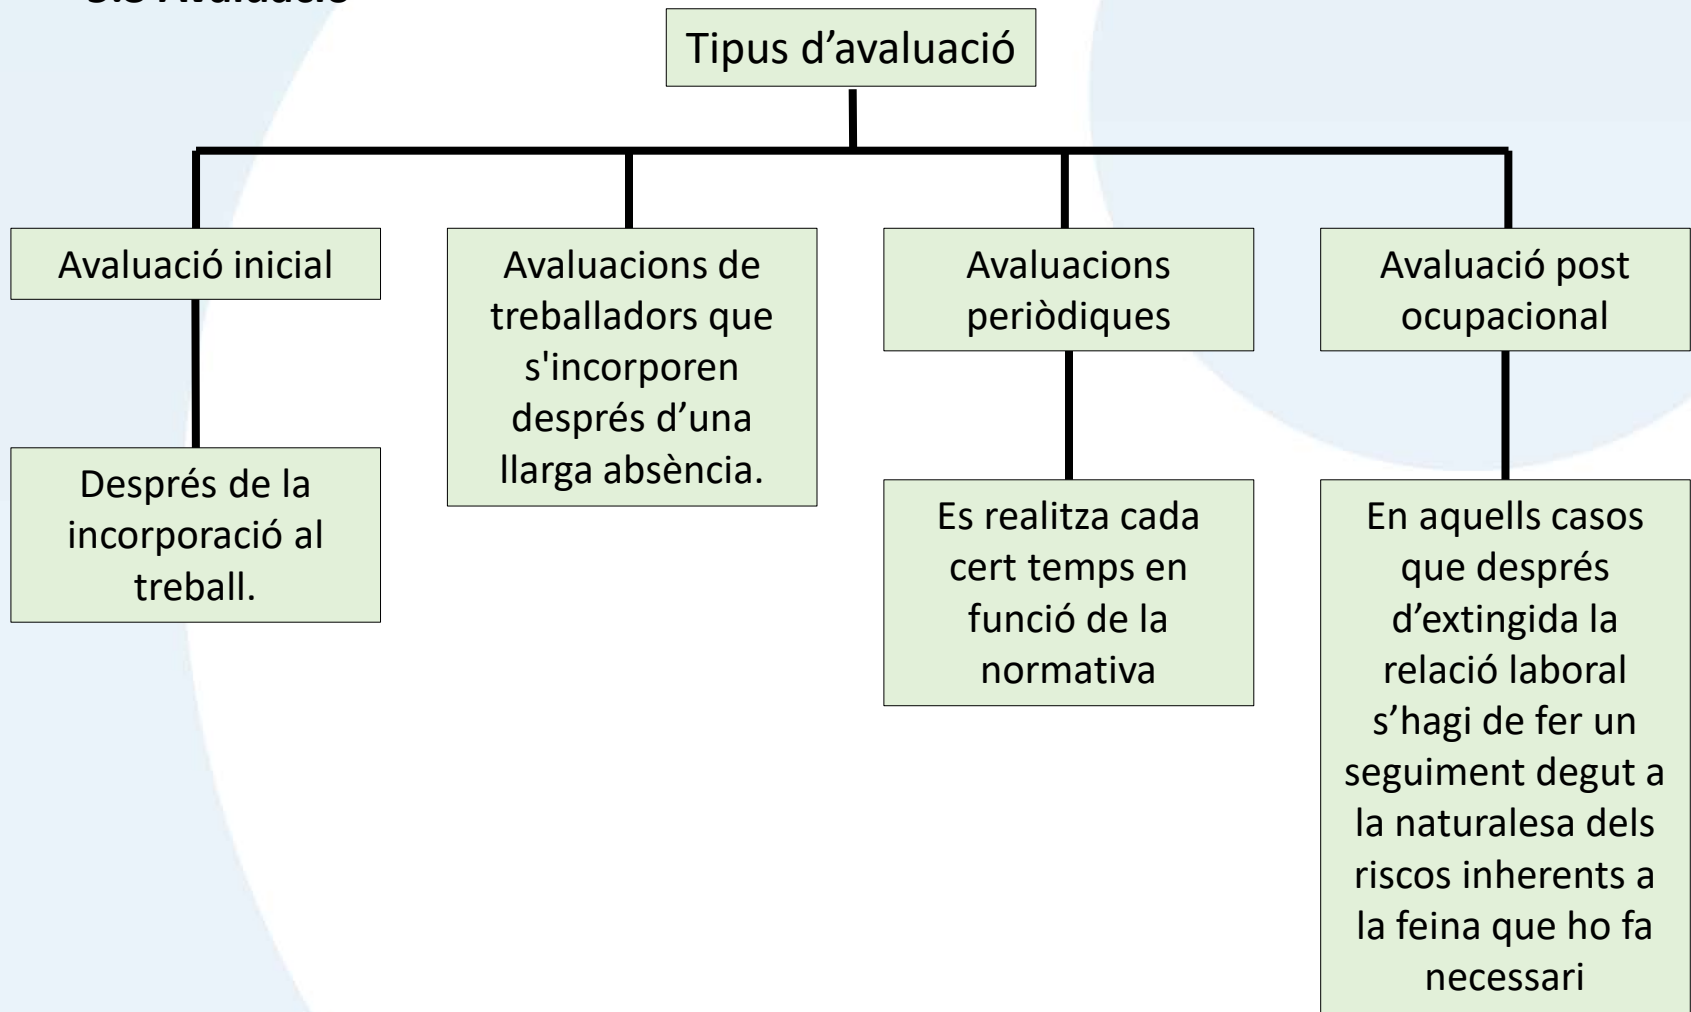 Avaluació
Tipus d’avaluació
Avaluació inicial
Després de la
incorporació al
treball.
Avaluacions de
treballadors que
s'incorporen
després d’una
llarga absència.
Avaluacions
periòdiques
Es realitza cada
cert temps en
funció de la
normativa
Avaluació post
ocupacional
En aquells casos
que després
d’extingida la
relació laboral
s’hagi de fer un
seguiment degut a
la naturalesa dels
riscos inherents a
la feina que ho fa
necessari